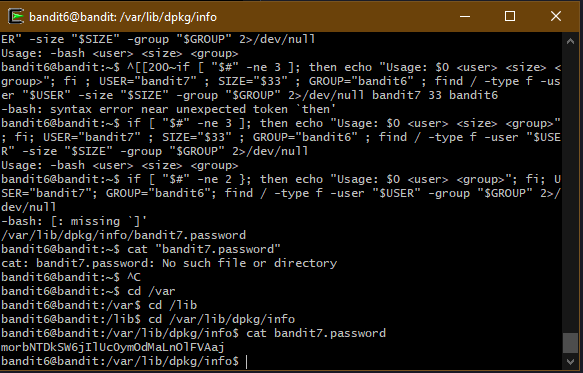 bandit6@bandit: /var/lib/dpkg/info
ER" -size "$SIZE" -group "$GROUP" 2>/dev/null
Usage: -bash <user> <size> <group>
bandit6@bandit:~$ ^[[200~if [ "$#" -ne 3 ]; then echo "Usage: $0 <user> <size> <
group>"; fi ; USER="bandit7" ; SIZE="$33" ; GROUP="bandit6" ; find / -type f -us
er "$USER" -size "$SIZE" -group "$GROUP" 2>/dev/null bandit7 33 bandit6
-bash: syntax error near unexpected token `then'
bandit6@bandit:~$ if [ "$#" -ne 3 ]; then echo "Usage: $0 <user> <size> <group>"
; fi; USER="bandit7" ; SIZE="$33" ; GROUP="bandit6" ; find / -type f -user "$USE
R" -size "$SIZE" -group "$GROUP" 2>/dev/null
Usage: -bash <user> <size> <group>
bandit6@bandit:~$ if [ "$#" -ne 2 }; then echo "Usage: $0 <user> <group>"; fi; U
SER="bandit7"; GROUP="bandit6"; find / -type f -user "$USER" -group "$GROUP" 2>/
dev/null
-bash: [: missing `]'
/var/lib/dpkg/info/bandit7.password
bandit6@bandit:~$ cat "bandit7.password"
cat: bandit7.password: No such file or directory
bandit6@bandit:~$ ^C
bandit6@bandit:~$ cd /var
bandit6@bandit:/var$ cd /lib
bandit6@bandit:/lib$ cd /var/lib/dpkg/info
bandit6@bandit:/var/lib/dpkg/info$ cat bandit7.password
morbNTDkSW6jIlUc0ymOdMaLnOlFVAaj
bandit6@bandit:/var/lib/dpkg/info$